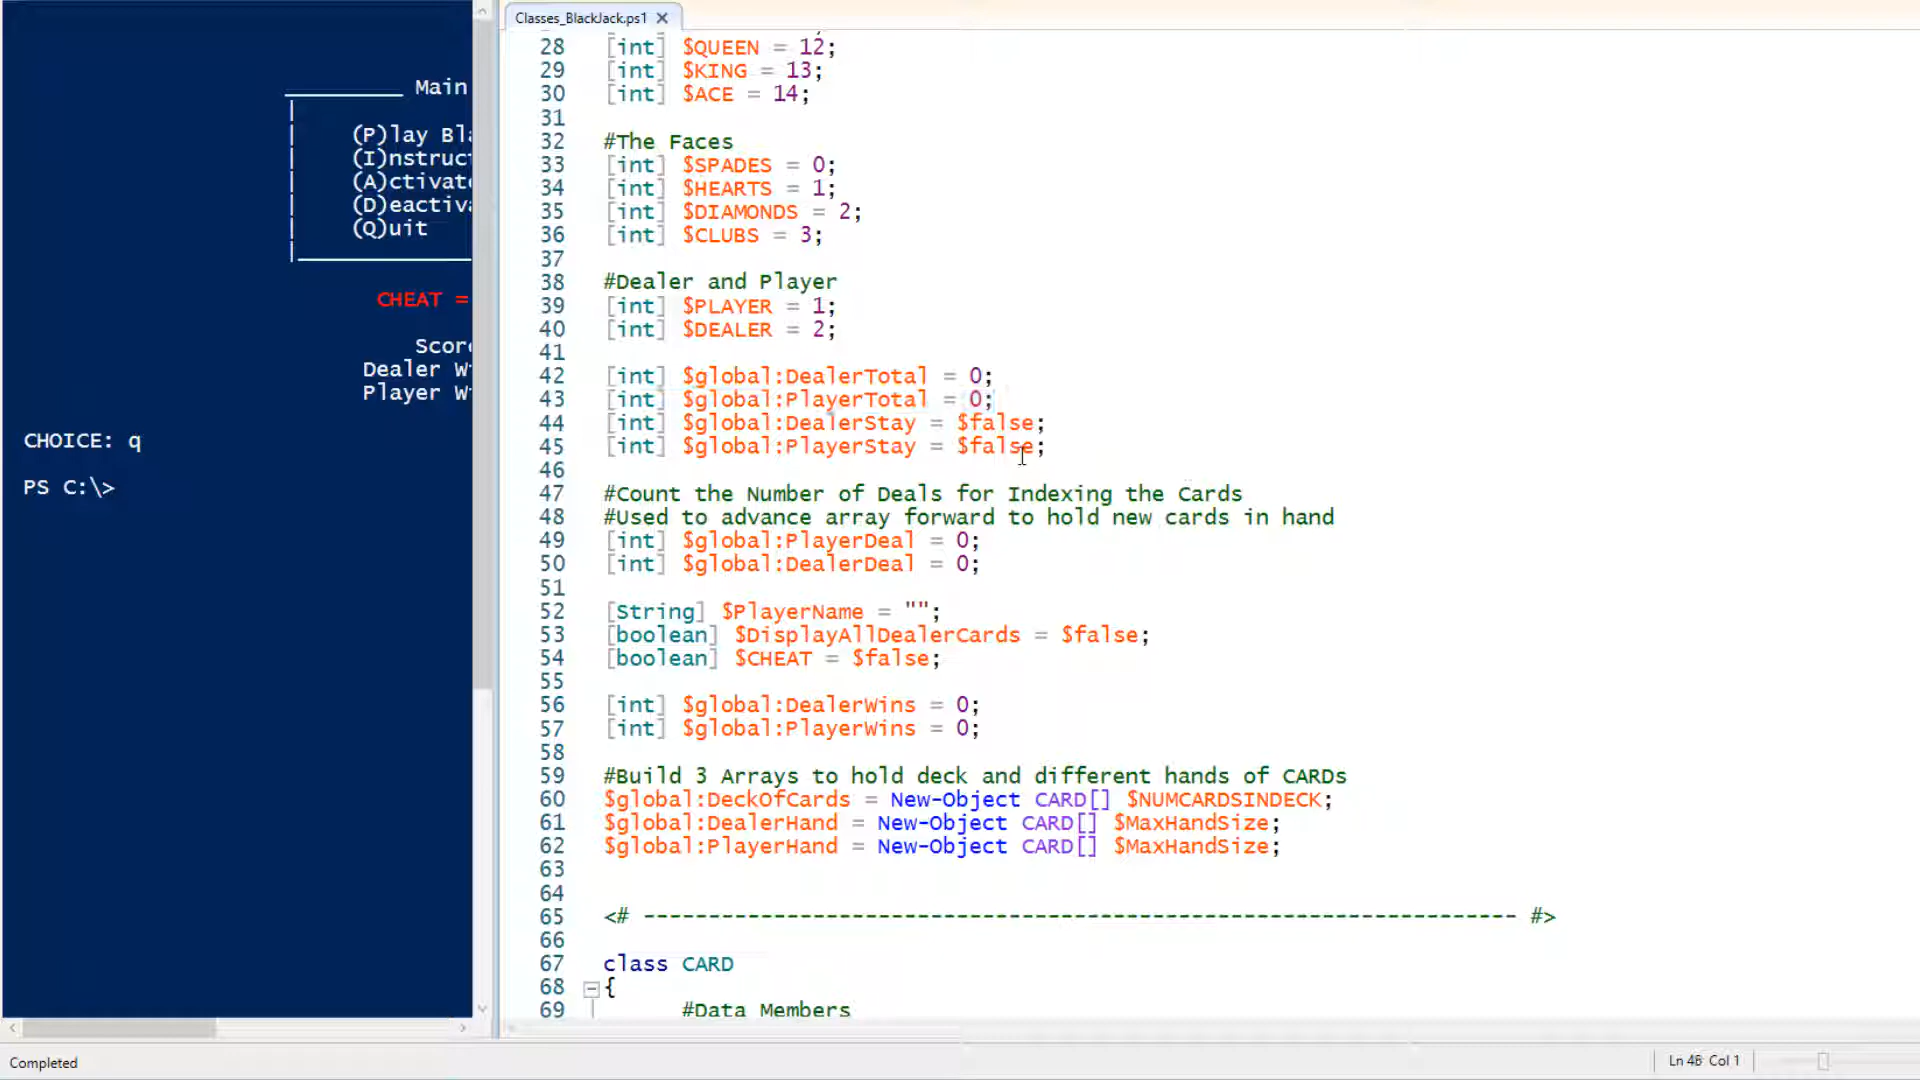 Classes_BlackJack.ps1
_________ Main
(P)lay Bla
(I)nstruct
(A)ctivate
(D)eactiva
(Q)uit
CHEAT =
Score
Dealer W
Player W
CHOICE: q
PS C:\>
28 [int] $QUEEN = 12;
29 [int] $KING = 13;
30 [int] $ACE = 14;
31
32 #The Faces
33 [int] $SPADES = 0;
34 [int] $HEARTS = 1;
35 [int] $DIAMONDS = 2;
36 [int] $CLUBS = 3;
37
38 #Dealer and Player
39 [int] $PLAYER = 1;
40 [int] $DEALER = 2;
41
42 [int] $global:DealerTotal = 0;
43 [int] $global:PlayerTotal = 0;
44 [int] $global:DealerStay = $false;
45 [int] $global:PlayerStay = $false;
46
47 #Count the Number of Deals for Indexing the Cards
48 #Used to advance array forward to hold new cards in hand
49 [int] $global:PlayerDeal = 0;
50 [int] $global:DealerDeal = 0;
51
52 [String] $PlayerName = "";
53 [boolean] $DisplayAllDealerCards = $false;
54 [boolean] $CHEAT = $false;
55
56 [int] $global:DealerWins = 0;
57 [int] $global:PlayerWins = 0;
58
59 #Build 3 Arrays to hold deck and different hands of CARDs
60 $global:DeckOfCards = New-Object CARD[] $NUMCARDSINDECK;
61 $global:DealerHand = New-Object CARD[] $MaxHandSize;
62 $global:PlayerHand = New-Object CARD[] $MaxHandSize;
63
64
65 <# ------------------------------------------------------------------- #>
66
67 class CARD
68 {
69 #Data Members
Completed
Ln Col 1